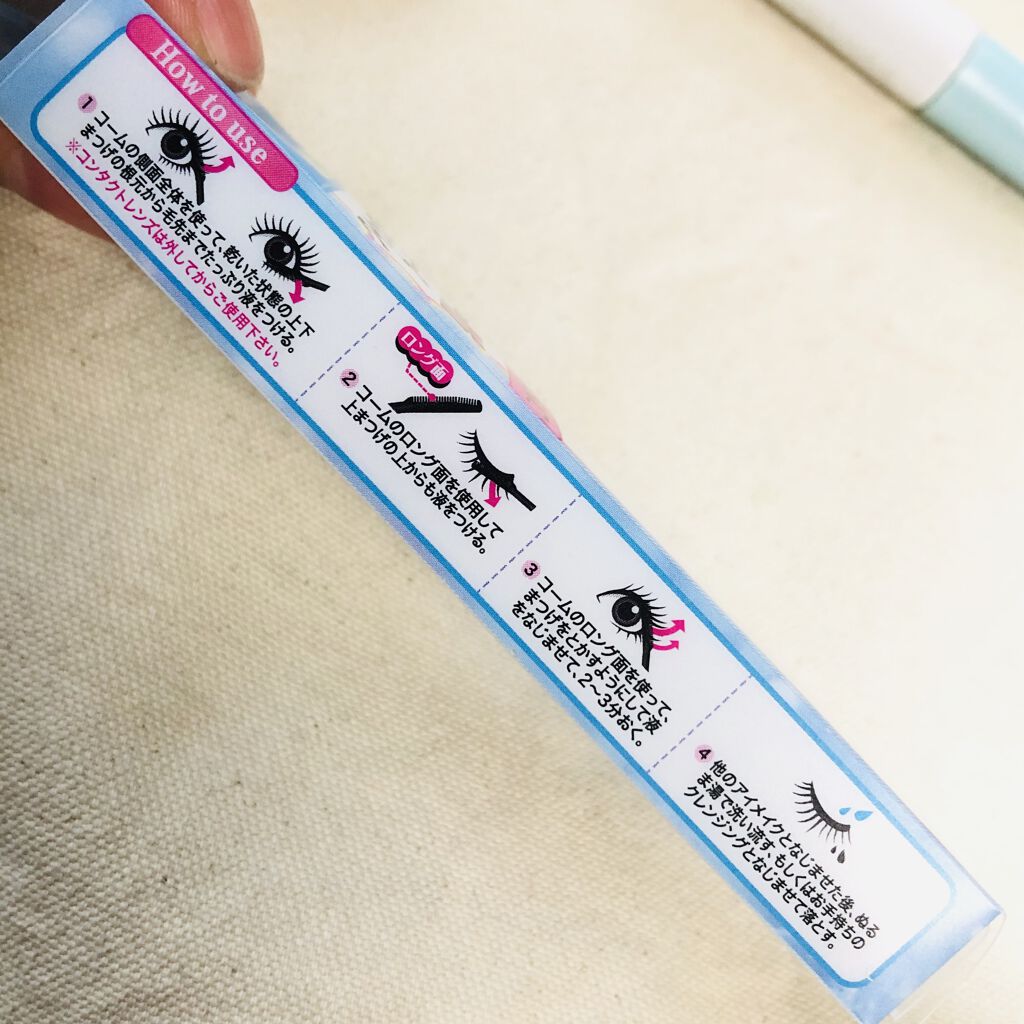 How to use
1 コームの側面全体を使って、乾いた状態の上下
まつげの根元から毛先までたっぷり液をつける。
※コンタクトレンズは外してからご使用下さい。
ロング面
2 コームのロング面を使用して
上まつげの上からも液をつける。
3 コームのロング面を使って、
まつげをとかすようにして液
をなじませて、2～3分おく。
4 他のアイメイクとなじませた後、ぬる
ま湯で洗い流す、もしくはお手持ちの
クレンジングとなじませて落とす。